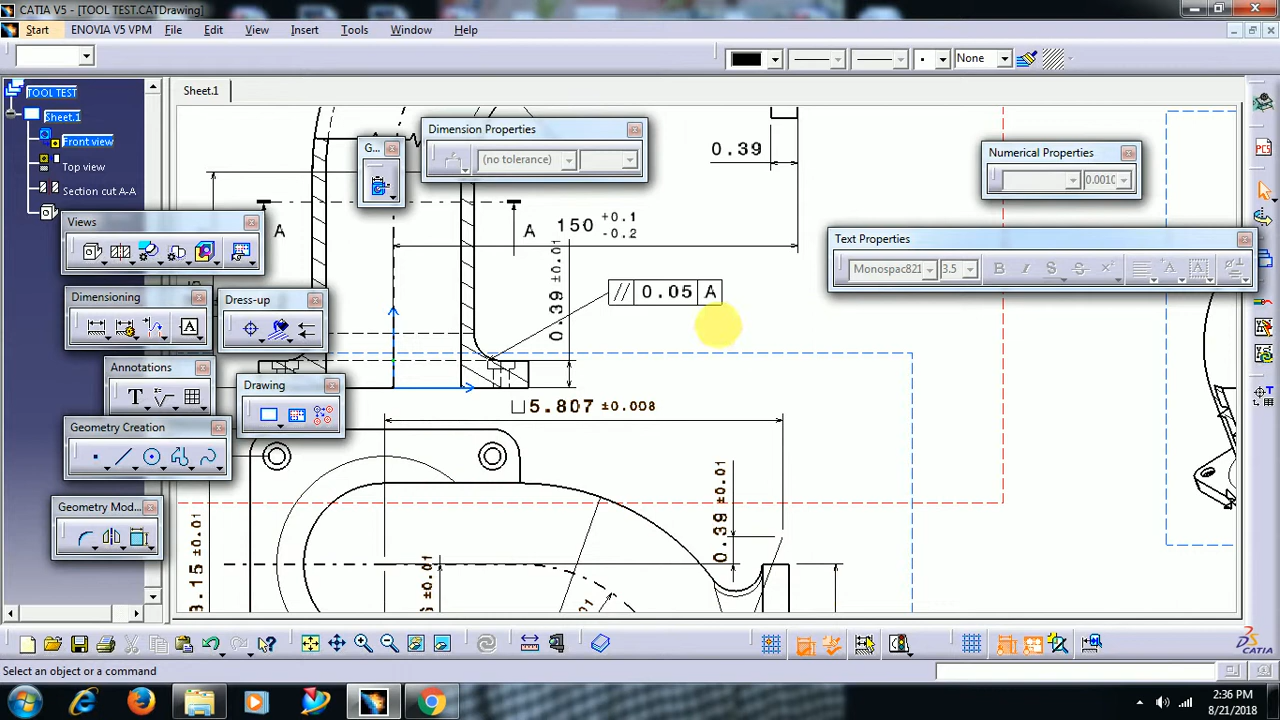 CATIA V5 - [TOOL TEST.CATDrawing]
Start ENOVIA V5 VPM File Edit View Insert Tools Window Help
None
TOOL TEST
Sheet.1
Front view
Top view
Section cut A-A
Sheet.1
G...
Dimension Properties
(no tolerance)
0.39
Numerical Properties
0.0010
Text Properties
Monospac821 3.5
B I S S
Views
A
A
150 +0.1 -0.2
0.39 ±0.01
// 0.05 A
Dimensioning
Dress-up
Annotations
Drawing
Geometry Creation
Geometry Mod...
5.807 ±0.008
0.39 ±0.01
±0.01
Select an object or a command
CATIA
2:36 PM
8/21/2018